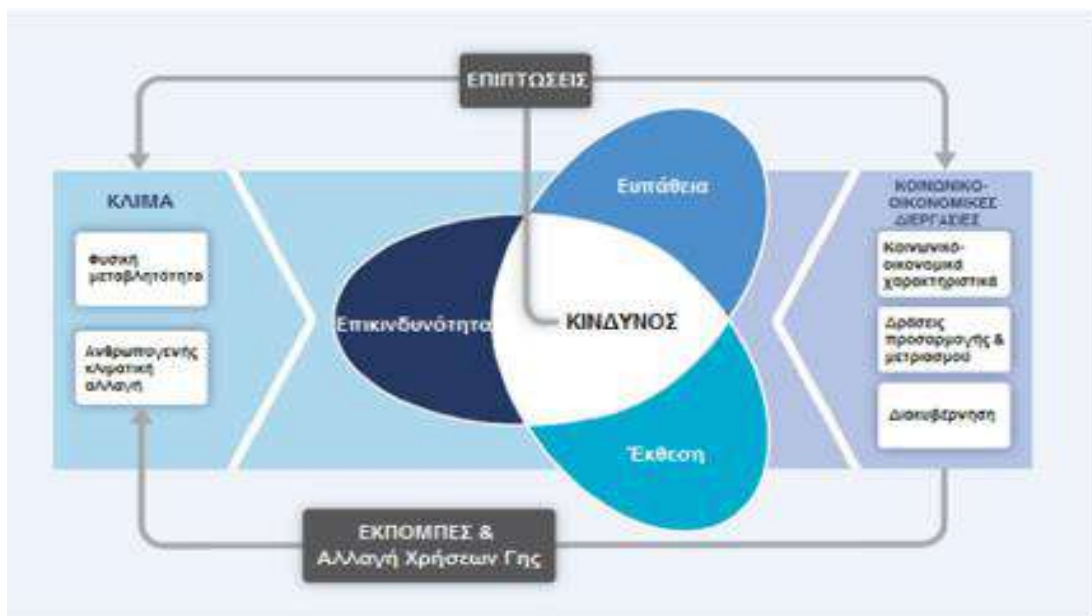 ΕΠΙΠΤΩΣΕΙΣ
ΚΛΙΜΑ
Φυσική
μεταβλητότητα
Ανθρωπογενής
κλιματική
αλλαγή
Επικινδυνότητα
Ευπάθεια
ΚΙΝΔΥΝΟΣ
Έκθεση
ΚΟΙΝΩΝΙΚΟ-
ΟΙΚΟΝΟΜΙΚΕΣ
ΔΙΕΡΓΑΣΙΕΣ
Κοινωνικο-
οικονομικά
χαρακτηριστικά
Δράσεις
προσαρμογής &
μετριασμού
Διακυβέρνηση
ΕΚΠΟΜΠΕΣ &
Αλλαγή Χρήσεων Γης